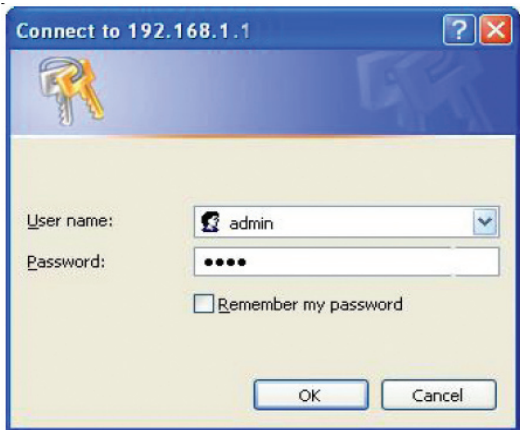 Connect to 192.168.1.1
User name:
admin
Password:
••••
Remember my password
OK
Cancel